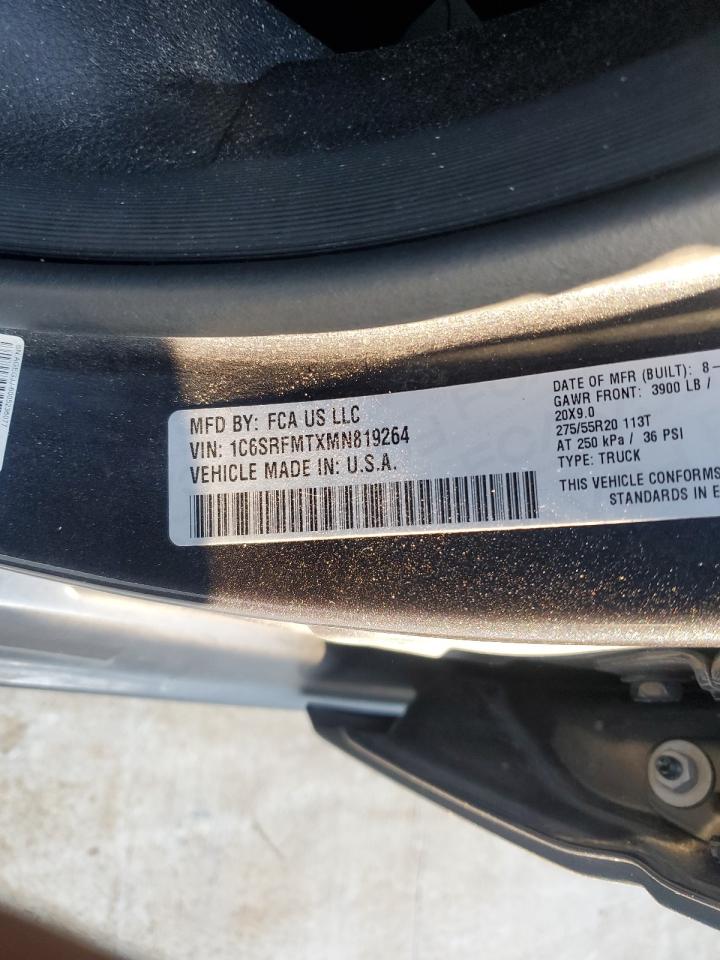 MFD BY: FCA US LLC
VIN: 1C6SRFMTXMN819264
VEHICLE MADE IN: U.S.A.
DATE OF MFR (BUILT): 8-
GAWR FRONT: 3900 LB /
20X9.0
275/55R20 113T
AT 250 kPa / 36 PSI
TYPE: TRUCK
THIS VEHICLE CONFORMS
STANDARDS IN E